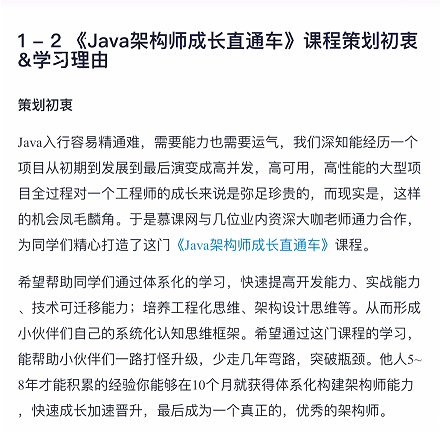 1-2 《Java架构师成长直通车》课程策划初衷
&学习理由
策划初衷
Java入行容易精通难，需要能力也需要运气，我们深知能经历一个
项目从初期到发展到最后演变成高并发，高可用，高性能的大型项
目全过程对一个工程师的成长来说是弥足珍贵的，而现实是，这样
的机会凤毛麟角。于是慕课网与几位业内资深大咖老师通力合作，
为同学们精心打造了这门《Java架构师成长直通车》课程。
希望帮助同学们通过体系化的学习，快速提高开发能力、实战能力
、技术可迁移能力；培养工程化思维、架构设计思维等。从而形成
小伙伴们自己的系统化认知思维框架。希望通过这门课程的学习，
能帮助小伙伴们一路打怪升级，少走几年弯路，突破瓶颈。他人5~
8年才能积累的经验你能够在10个月就获得体系化构建架构师能力
，快速成长加速晋升，最后成为一个真正的，优秀的架构师。